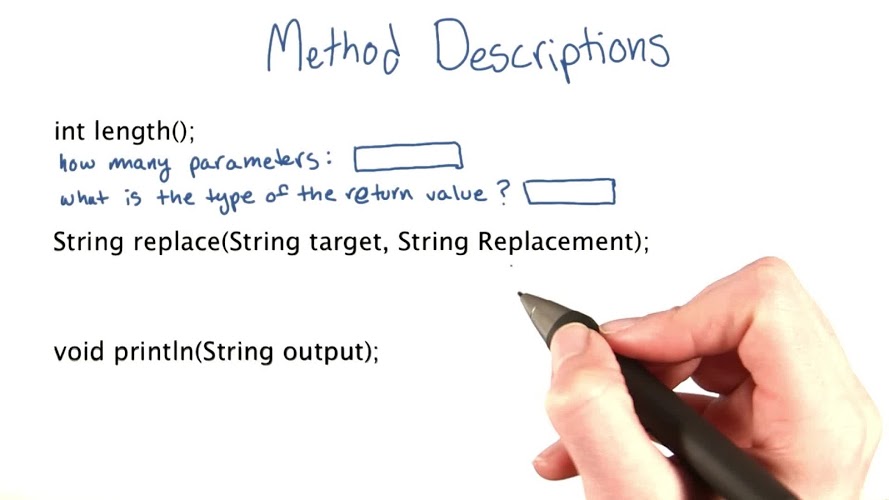 Method Descriptions
int length();
how many parameters:
what is the type of the return value?
String replace(String target, String Replacement);
void println(String output);